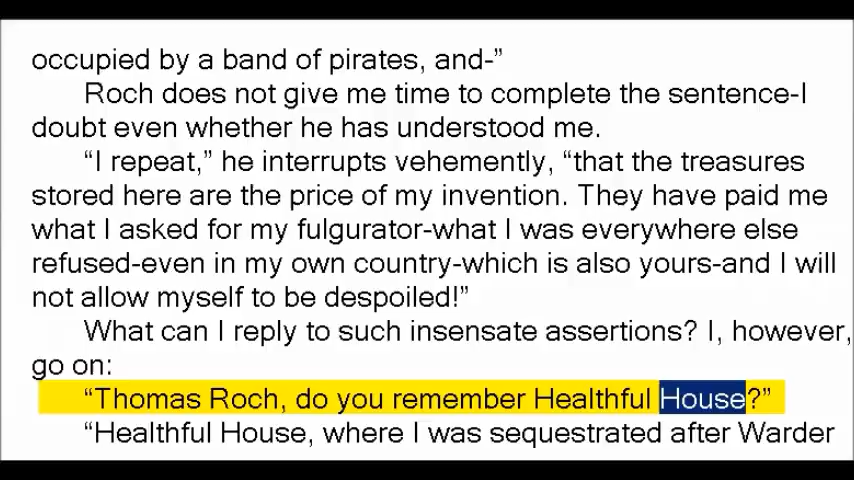 occupied by a band of pirates, and-”
Roch does not give me time to complete the sentence-I
doubt even whether he has understood me.
“I repeat,” he interrupts vehemently, “that the treasures
stored here are the price of my invention. They have paid me
what I asked for my fulgurator-what I was everywhere else
refused-even in my own country-which is also yours-and I will
not allow myself to be despoiled!”
What can I reply to such insensate assertions? I, however,
go on:
“Thomas Roch, do you remember Healthful House?”
“Healthful House, where I was sequestrated after Warder